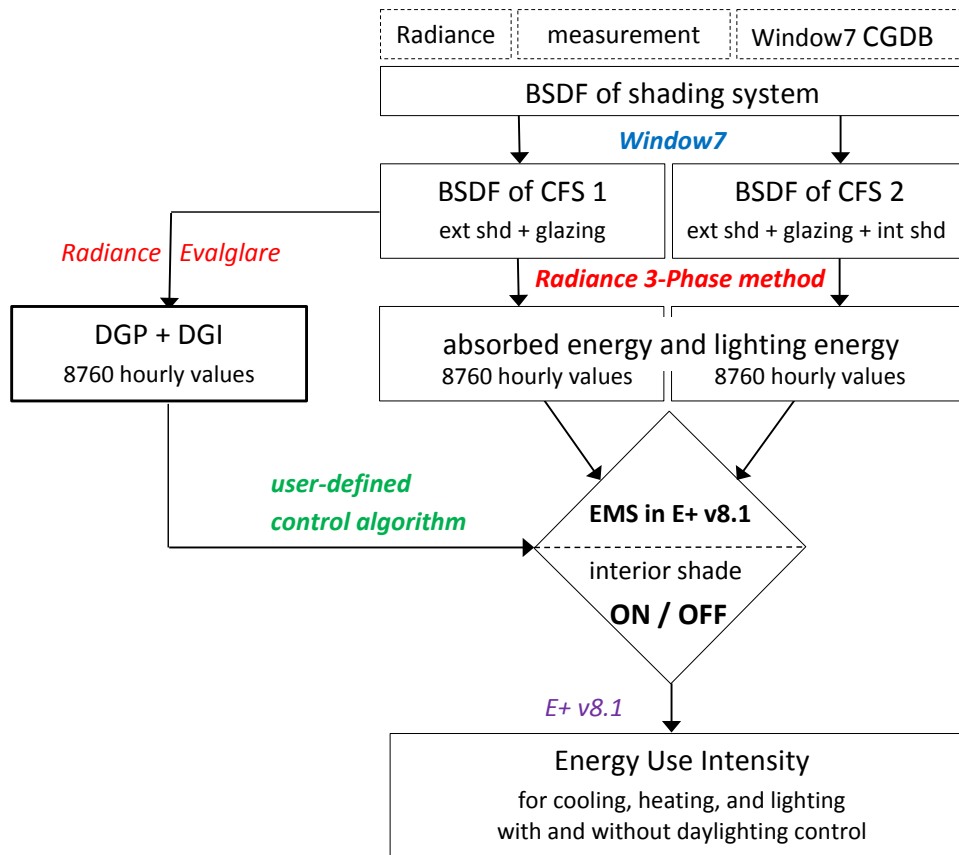 Radiance measurement Window7 CGDB
BSDF of shading system
Window7
BSDF of CFS 1
ext shd + glazing
BSDF of CFS 2
ext shd + glazing + int shd
Radiance Evalglare
Radiance 3-Phase method
DGP + DGI
8760 hourly values
absorbed energy and lighting energy
8760 hourly values 8760 hourly values
user-defined
control algorithm
EMS in E+ v8.1
interior shade
ON / OFF
E+ v8.1
Energy Use Intensity
for cooling, heating, and lighting
with and without daylighting control